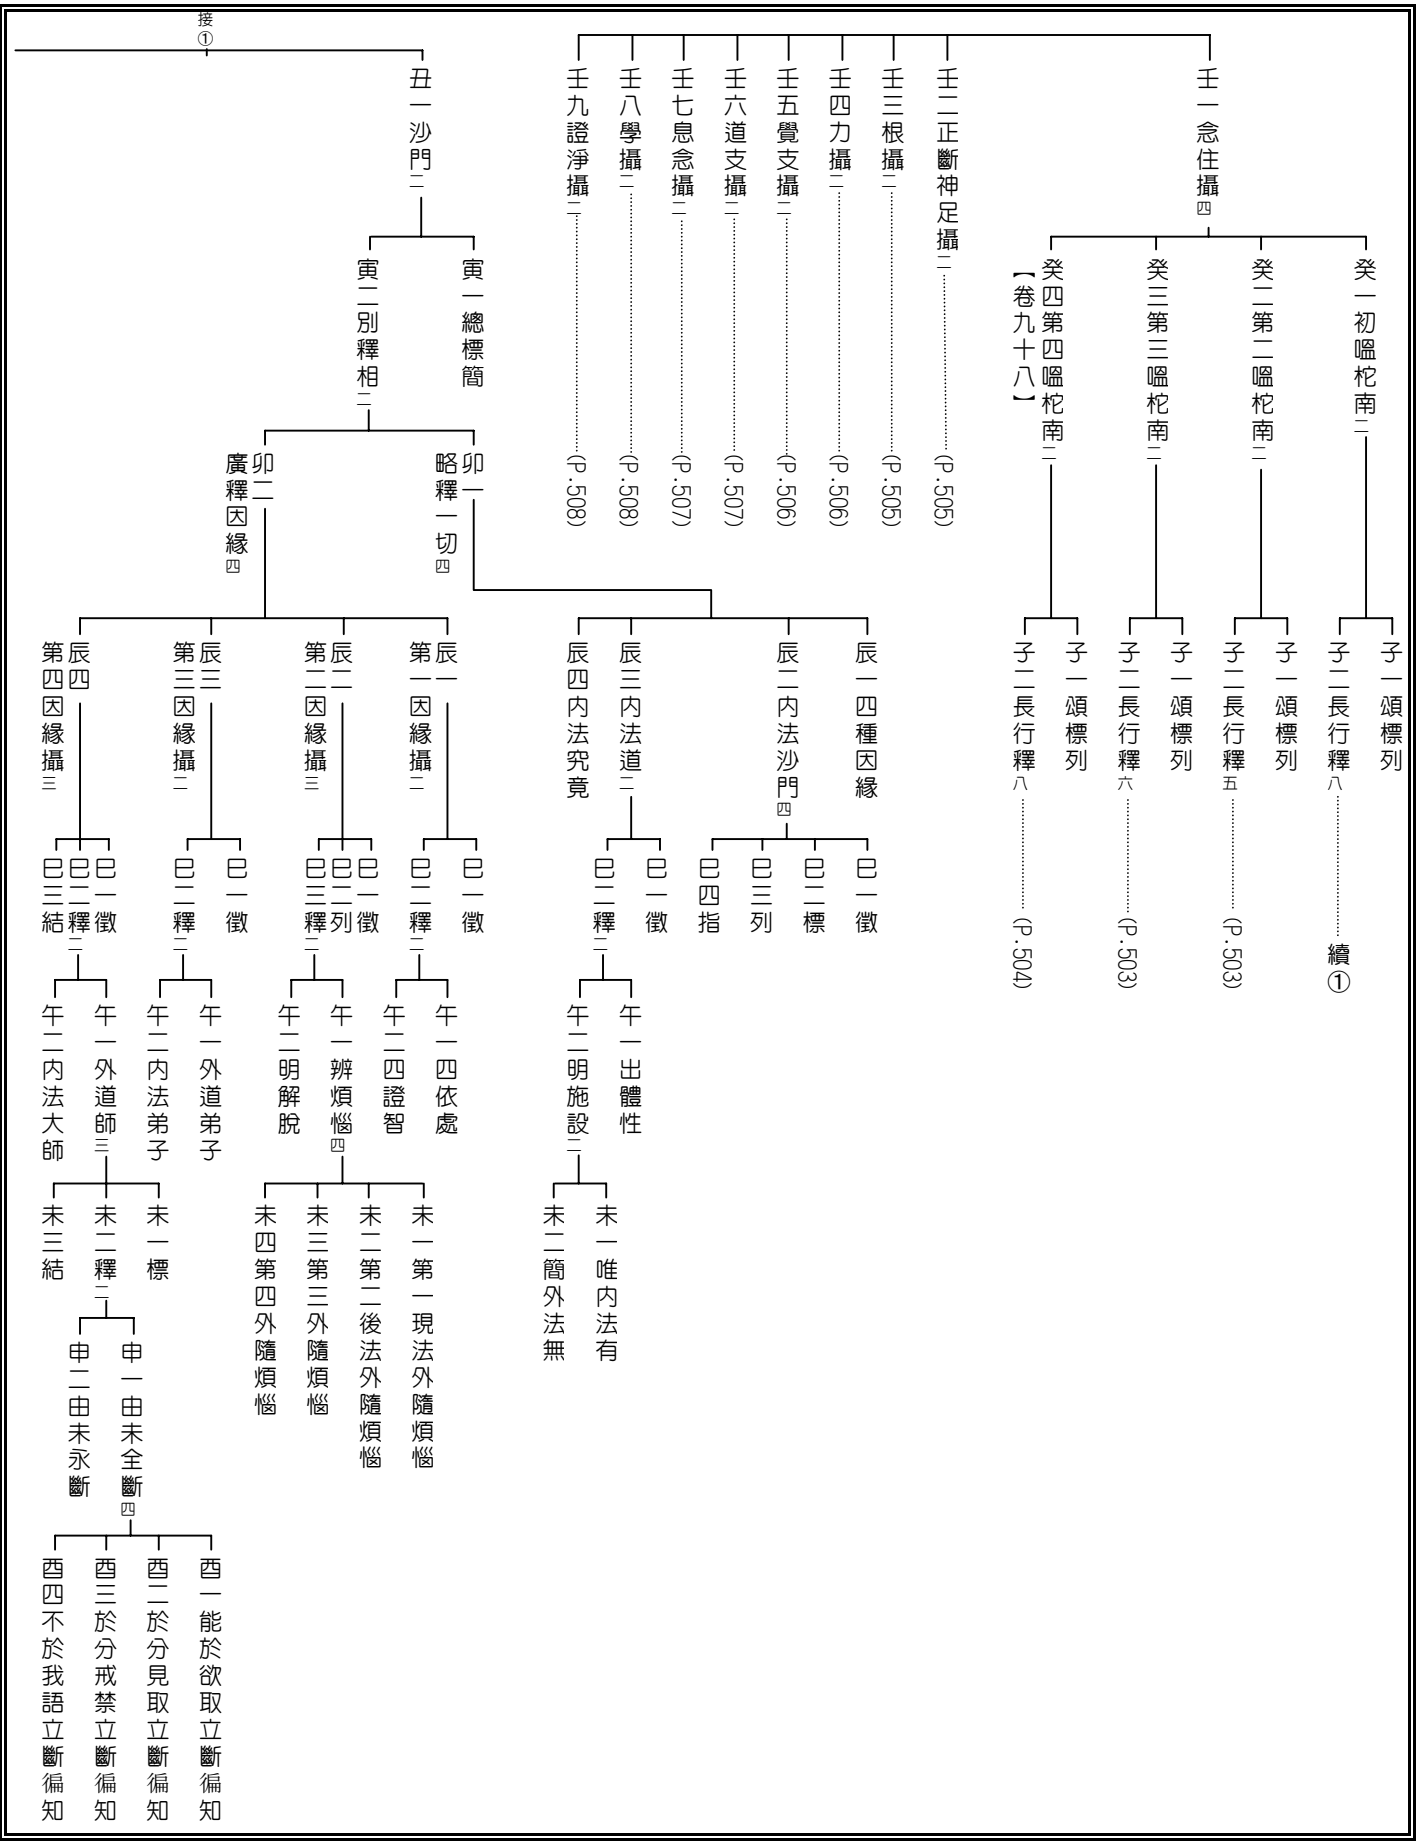 壬一念住攝四
癸一初嗢柁南二
子一頌標列
子二長行釋八
續①
癸二第二嗢柁南二
子一頌標列
子二長行釋五
(P.503)
癸三第三嗢柁南二
子一頌標列
子二長行釋六
(P.503)
癸四第四嗢柁南二
【卷九十八】
子一頌標列
子二長行釋八
(P.504)
壬二正斷神足攝二
(P.505)
壬三根攝二
(P.505)
壬四力攝二
(P.506)
壬五覺支攝二
(P.506)
壬六道支攝二
(P.507)
壬七息念攝二
(P.507)
壬八學攝二
(P.508)
壬九證淨攝二
(P.508)
接①
丑一沙門二
寅一總標簡
寅二別釋相二
卯一
略釋一切四
辰一四種因緣
辰二内法沙門四
巳一徵
巳二標
巳三列
巳四指
辰三内法道二
巳一徵
巳二釋二
午一出體性
午二明施設二
未一唯内法有
未二簡外法無
辰四内法究竟
卯二
廣釋因緣四
辰一
第一因緣攝二
巳一徵
巳二釋二
午一四依處
午二四證智
辰二
第二因緣攝三
巳一徵
巳二列
巳三釋二
午一辨煩惱四
未一第一現法外隨煩惱
未二第二後法外隨煩惱
未三第三外隨煩惱
未四第四外隨煩惱
午二明解脫
辰三
第三因緣攝二
巳一徵
巳二釋二
午一外道弟子
午二内法弟子
辰四
第四因緣攝三
巳一徵
巳二釋二
巳三結
午一外道師三
未一標
未二釋二
申一由未全斷四
酉一能於欲取立斷徧知
酉二於分見取立斷徧知
酉三於分戒禁立斷徧知
酉四不於我語立斷徧知
申二由未永斷
未三結
午二内法大師